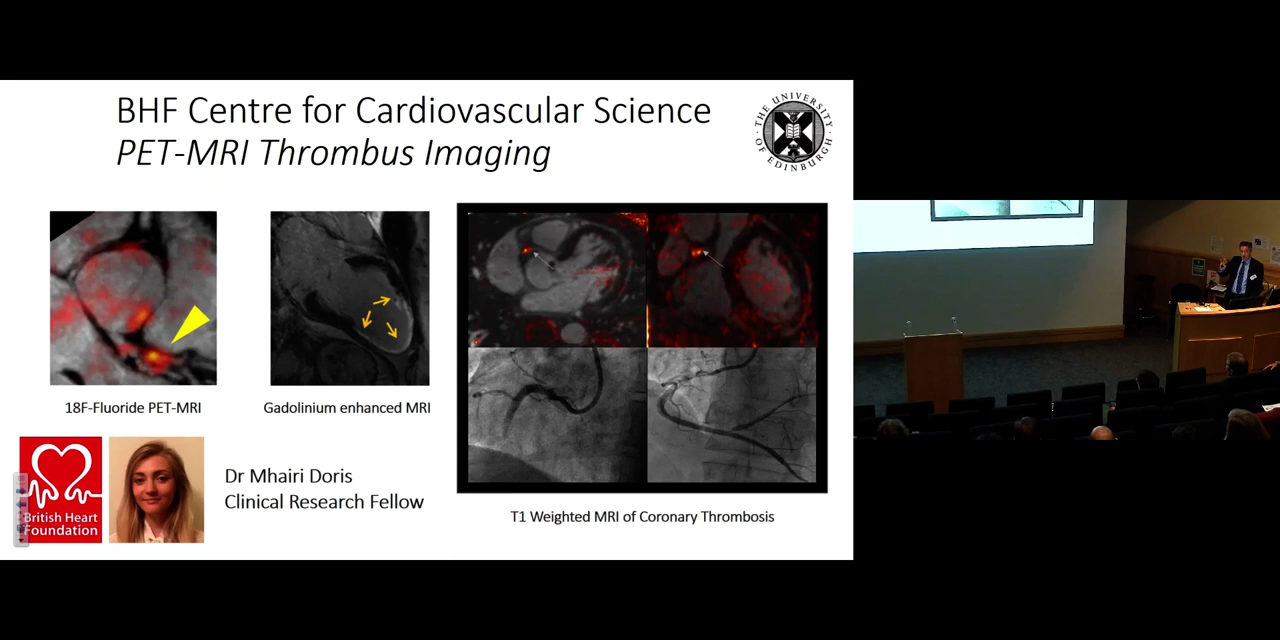 BHF Centre for Cardiovascular Science
PET-MRI Thrombus Imaging
THE UNIVERSITY OF EDINBURGH
18F-Fluoride PET-MRI
Gadolinium enhanced MRI
British Heart
Foundation
Dr Mhairi Doris
Clinical Research Fellow
T1 Weighted MRI of Coronary Thrombosis